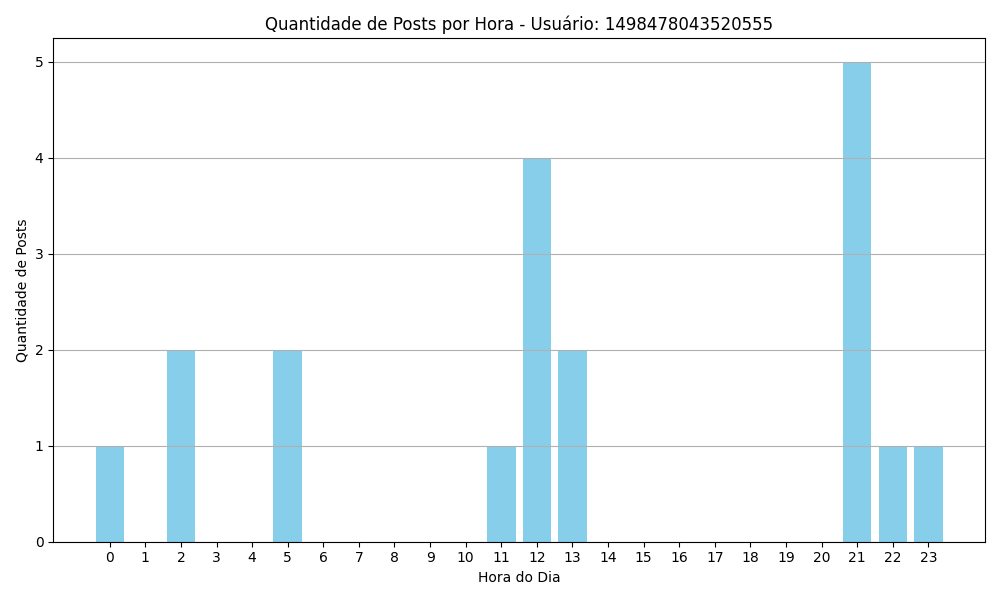 Quantidade de Posts por Hora - Usuário: 1498478043520555
Quantidade de Posts
5
4
3
2
1
0
0 1 2 3 4 5 6 7 8 9 10 11 12 13 14 15 16 17 18 19 20 21 22 23
Hora do Dia